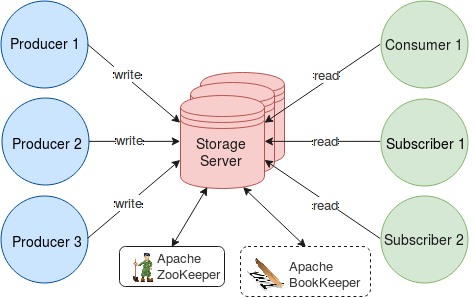 Producer 1
Consumer 1
:write:
:read:
Producer 2
:write:
Storage
Server
:read:
Subscriber 1
:write:
:read:
Producer 3
Subscriber 2
Apache
ZooKeeper
Apache
BookKeeper